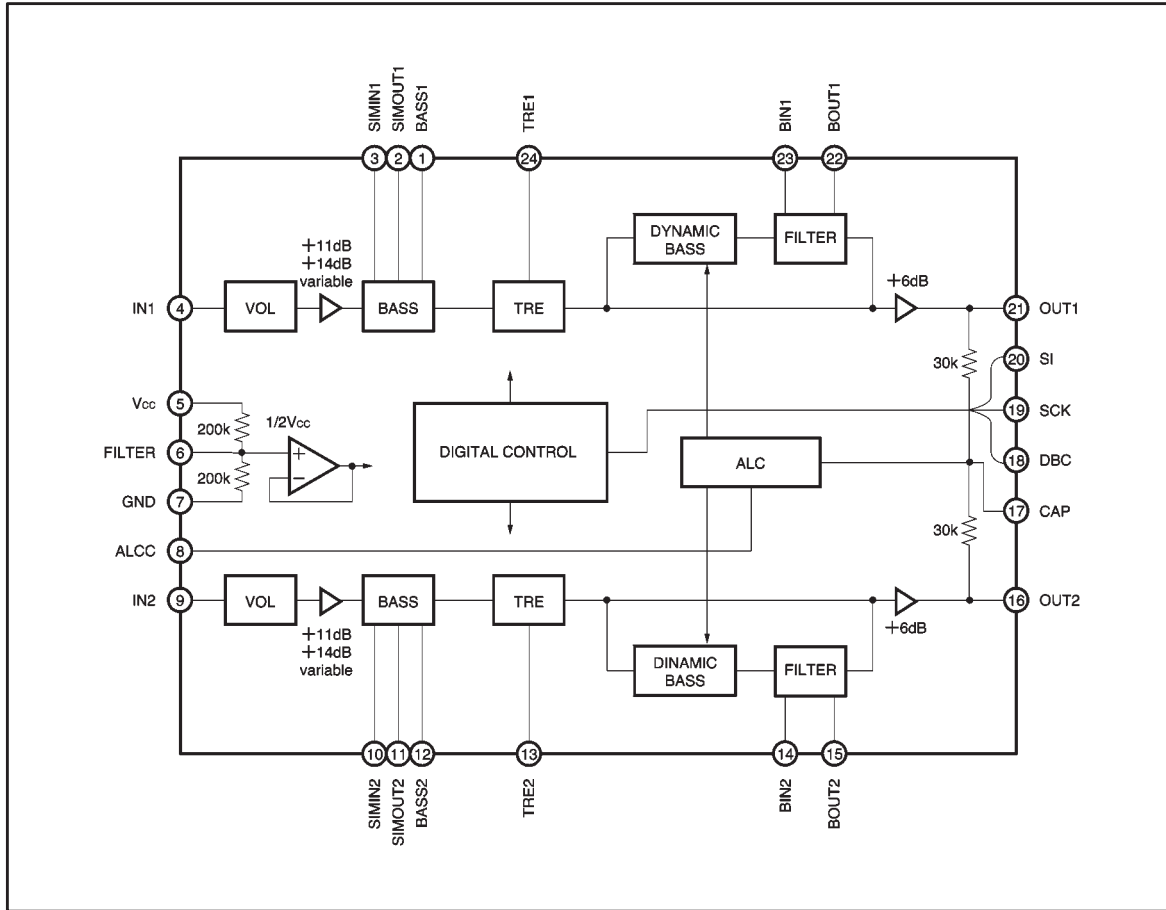 SIMIN1
SIMOUT1
BASS1
TRE1
BIN1
BOUT1
3
2
1
24
23
22
DYNAMIC
BASS
FILTER
+11dB
+14dB
variable
+6dB
IN1
4
VOL
BASS
TRE
21
OUT1
30k
20
SI
Vcc
5
200k
1/2Vcc
19
SCK
FILTER
6
+
−
DIGITAL CONTROL
ALC
18
DBC
200k
GND
7
17
CAP
30k
ALCC
8
IN2
9
VOL
BASS
TRE
16
OUT2
+11dB
+14dB
variable
+6dB
DINAMIC
BASS
FILTER
10
11
12
13
14
15
SIMIN2
SIMOUT2
BASS2
TRE2
BIN2
BOUT2